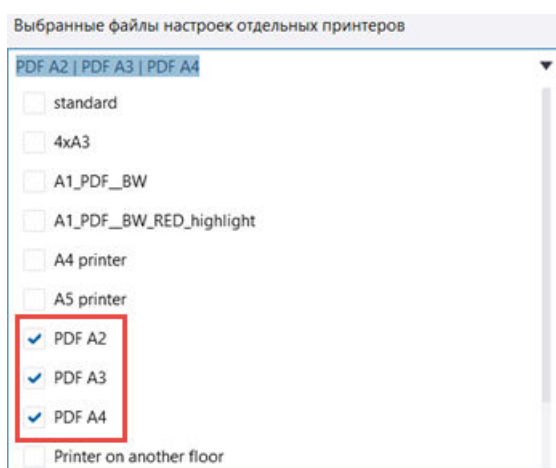 Выбранные файлы настроек отдельных принтеров
PDF A2 | PDF A3 | PDF A4
standard
4xA3
A1_PDF__BW
A1_PDF__BW_RED_highlight
A4 printer
A5 printer
PDF A2
PDF A3
PDF A4
Printer on another floor